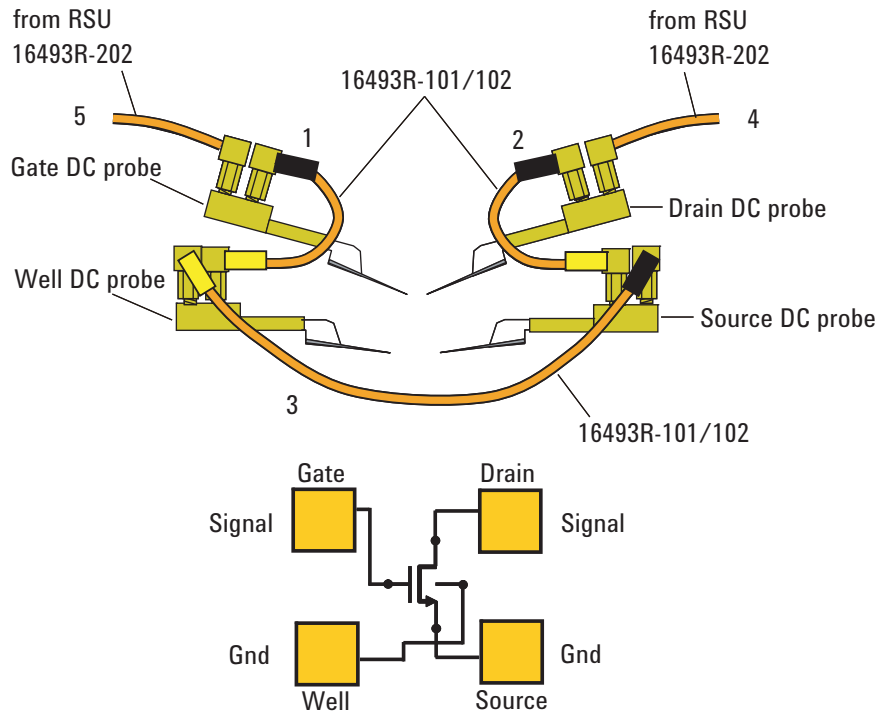 from RSU
16493R-202
from RSU
16493R-202
16493R-101/102
5
1
2
4
Gate DC probe
Drain DC probe
Well DC probe
Source DC probe
3
16493R-101/102
Gate
Drain
Signal
Signal
Gnd
Gnd
Well
Source